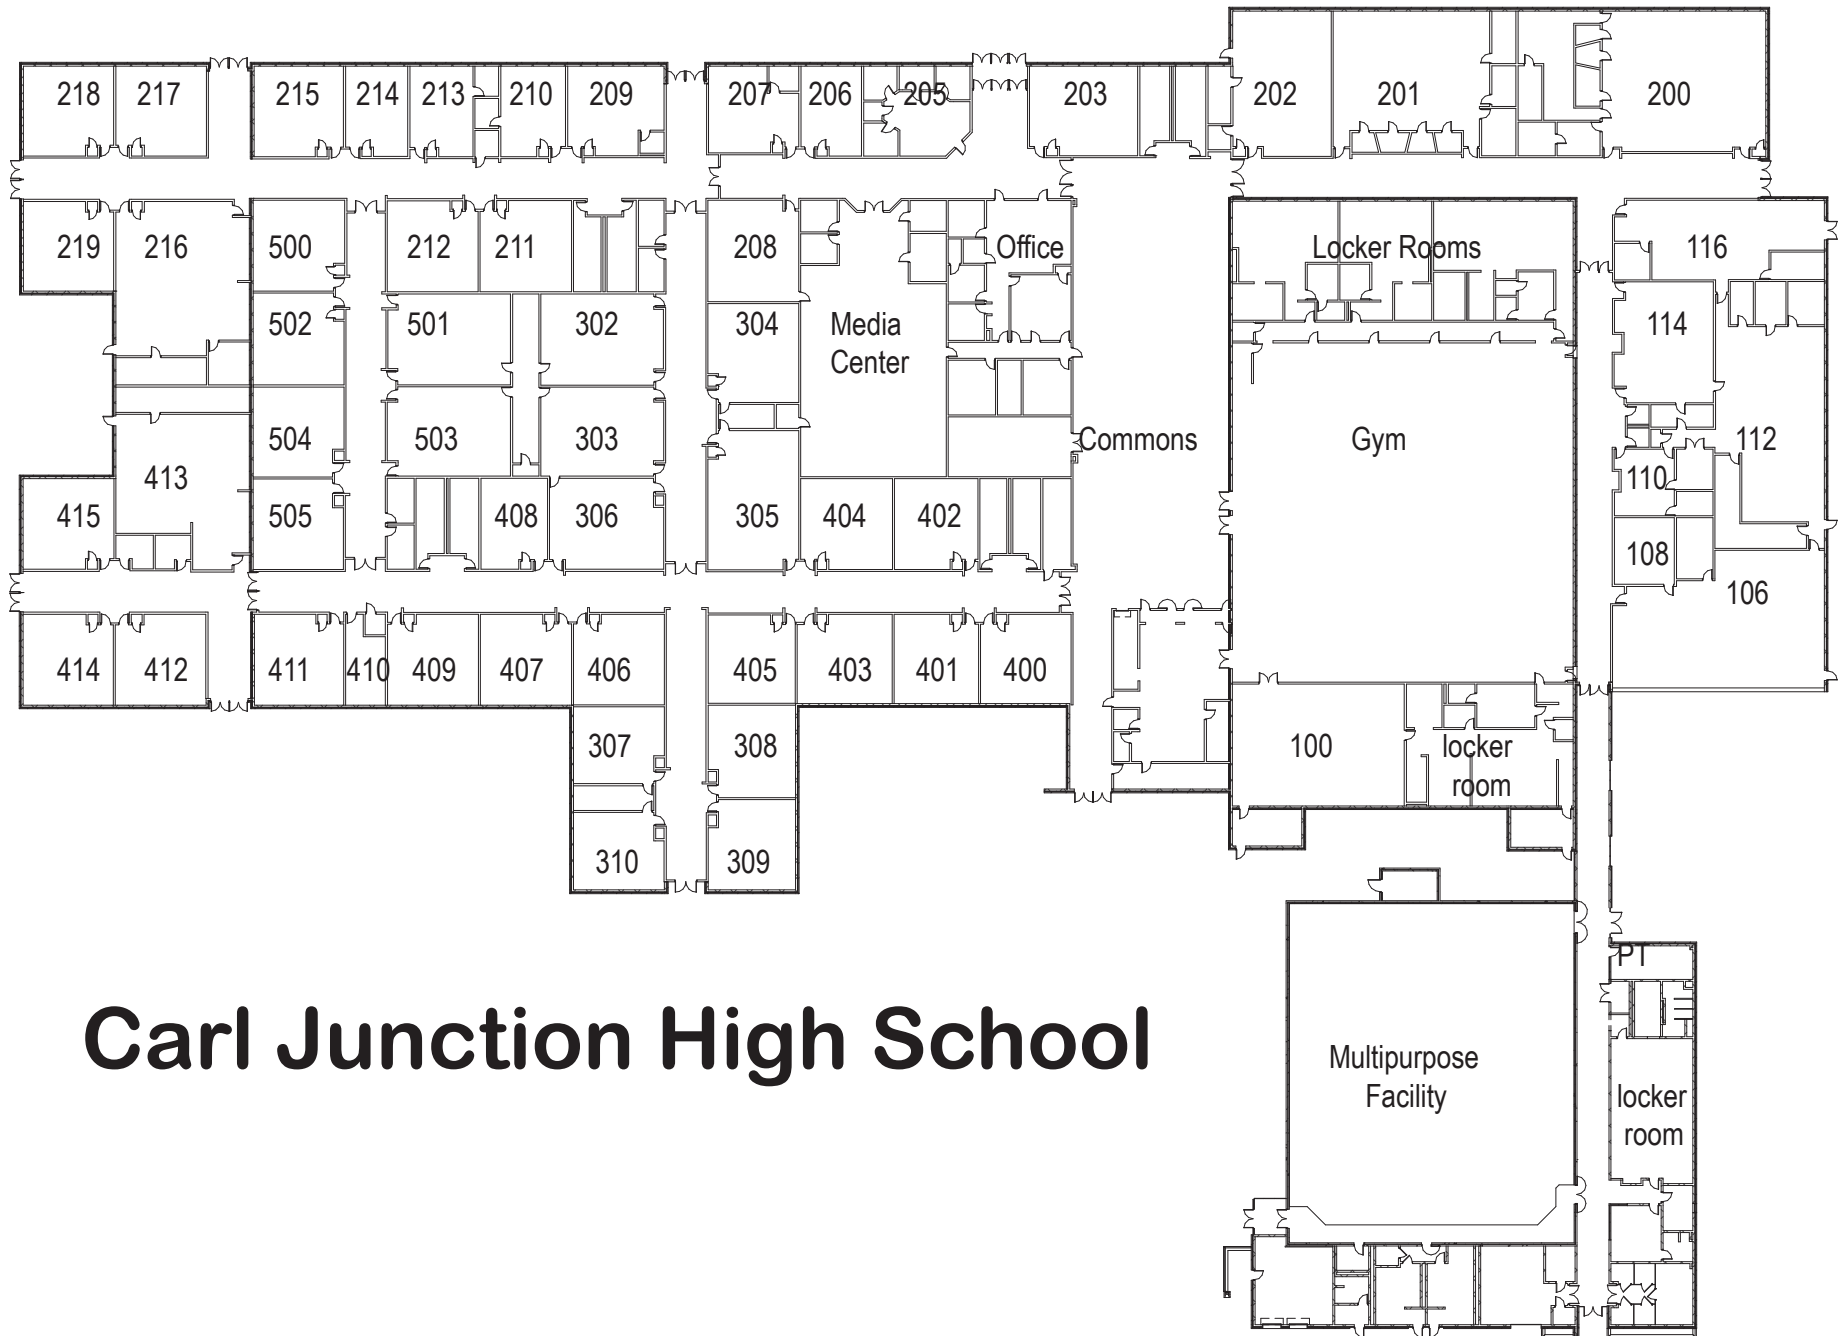 218 217 215 214 213 210 209 207 206 205 203 202 201 200
219 216 500 212 211 208 Office Locker Rooms 116
502 501 302 304 Media Center 114
504 503 303 Commons Gym 112
413 110
415 505 408 306 305 404 402
108
106
414 412 411 410 409 407 406 405 403 401 400
307 308 100 locker room
310 309
PT
Carl Junction High School
Multipurpose
Facility
locker
room